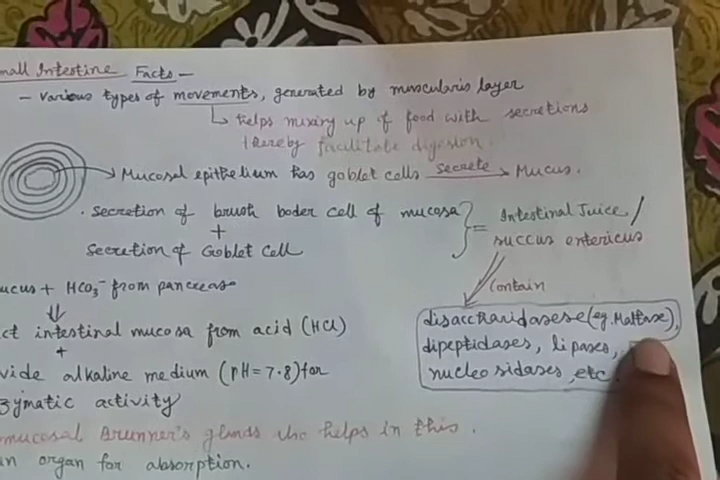 mall Intestine Facts -
- various types of movements, generated by muscularis layer
helps mixing up of food with secretions
thereby facilitate digesion.
Mucosal epithelium has goblet cells secrete Mucus.
. secretion of brush boder cell of mucosa
+
secretion of Goblet Cell
= Intestinal Juice /
succus entericus
contain
disaccharidasese (eg. Maltase),
dipeptidases, lipases,
nucleosidases, etc
ucus + HCO3- from pancreas
ct intestinal mucosa from acid (HCl)
+
vide alkaline medium (pH = 7.8) for
zymatic activity
mucosal Brunner's glands also helps in this.
an organ for absorption.